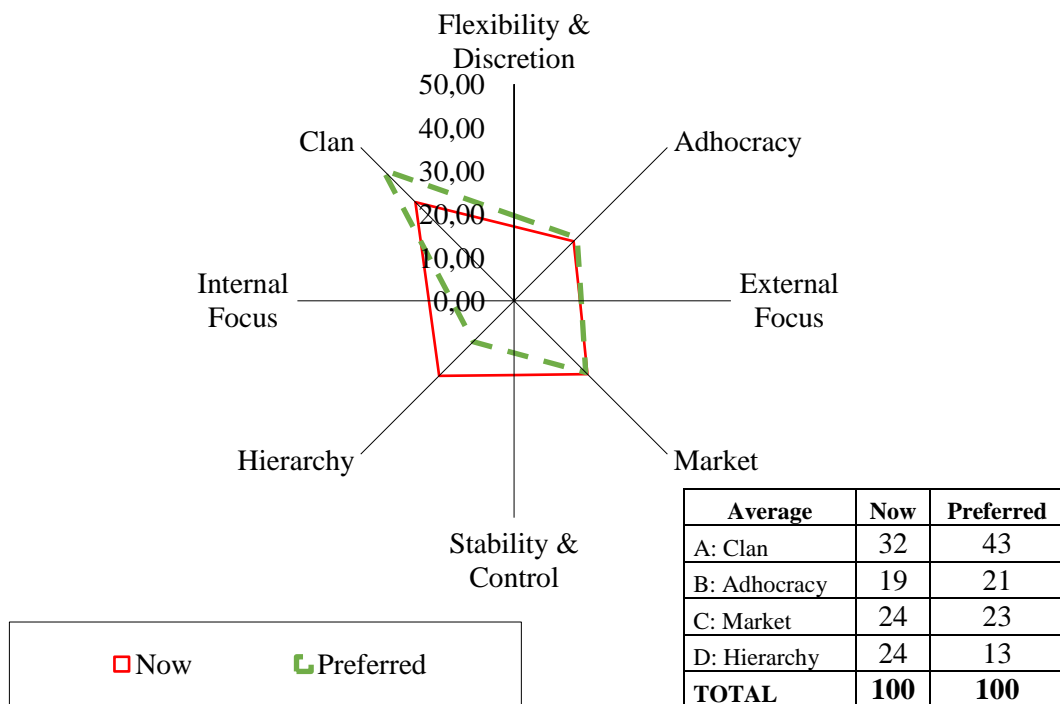 Flexibility &
Discretion
50,00
40,00
30,00
20,00
10,00
0,00
Clan
Adhocracy
Internal
Focus
External
Focus
Hierarchy
Market
Stability &
Control
Now Preferred
Average Now Preferred
A: Clan 32 43
B: Adhocracy 19 21
C: Market 24 23
D: Hierarchy 24 13
TOTAL 100 100